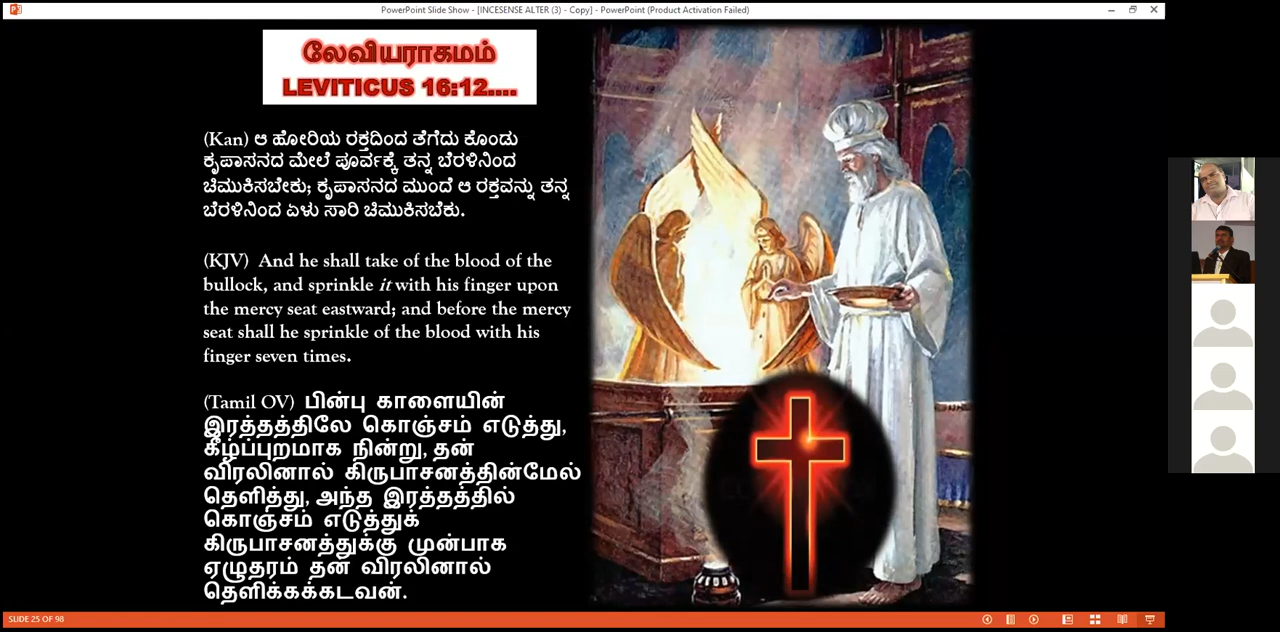 PowerPoint Slide Show - [INCESENSE ALTER (3) - Copy] - PowerPoint (Product Activation Failed)
லேவியராகமம்
LEVITICUS 16:12....
(Kan) ಆ ಹೋರಿಯ ರಕ್ತದಿಂದ ತೆಗೆದು ಕೊಂಡು
ಕೃಪಾಸನದ ಮೇಲೆ ಪೂರ್ವಕ್ಕೆ ತನ್ನ ಬೆರಳಿನಿಂದ
ಚಿಮುಕಿಸಬೇಕು; ಕೃಪಾಸನದ ಮುಂದೆ ಆ ರಕ್ತವನ್ನು ತನ್ನ
ಬೆರಳಿನಿಂದ ಏಳು ಸಾರಿ ಚಿಮುಕಿಸಬೆಕು.
(KJV) And he shall take of the blood of the
bullock, and sprinkle it with his finger upon
the mercy seat eastward; and before the mercy
seat shall he sprinkle of the blood with his
finger seven times.
(Tamil OV) பின்பு காளையின்
இரத்தத்திலே கொஞ்சம் எடுத்து,
கீழ்ப்புறமாக நின்று, தன்
விரலினால் கிருபாசனத்தின்மேல்
தெளித்து, அந்த இரத்தத்தில்
கொஞ்சம் எடுத்துக்
கிருபாசனத்துக்கு முன்பாக
ஏழுதரம் தன் விரலினால்
தெளிக்கக்கடவன்.
SLIDE 25 OF 98